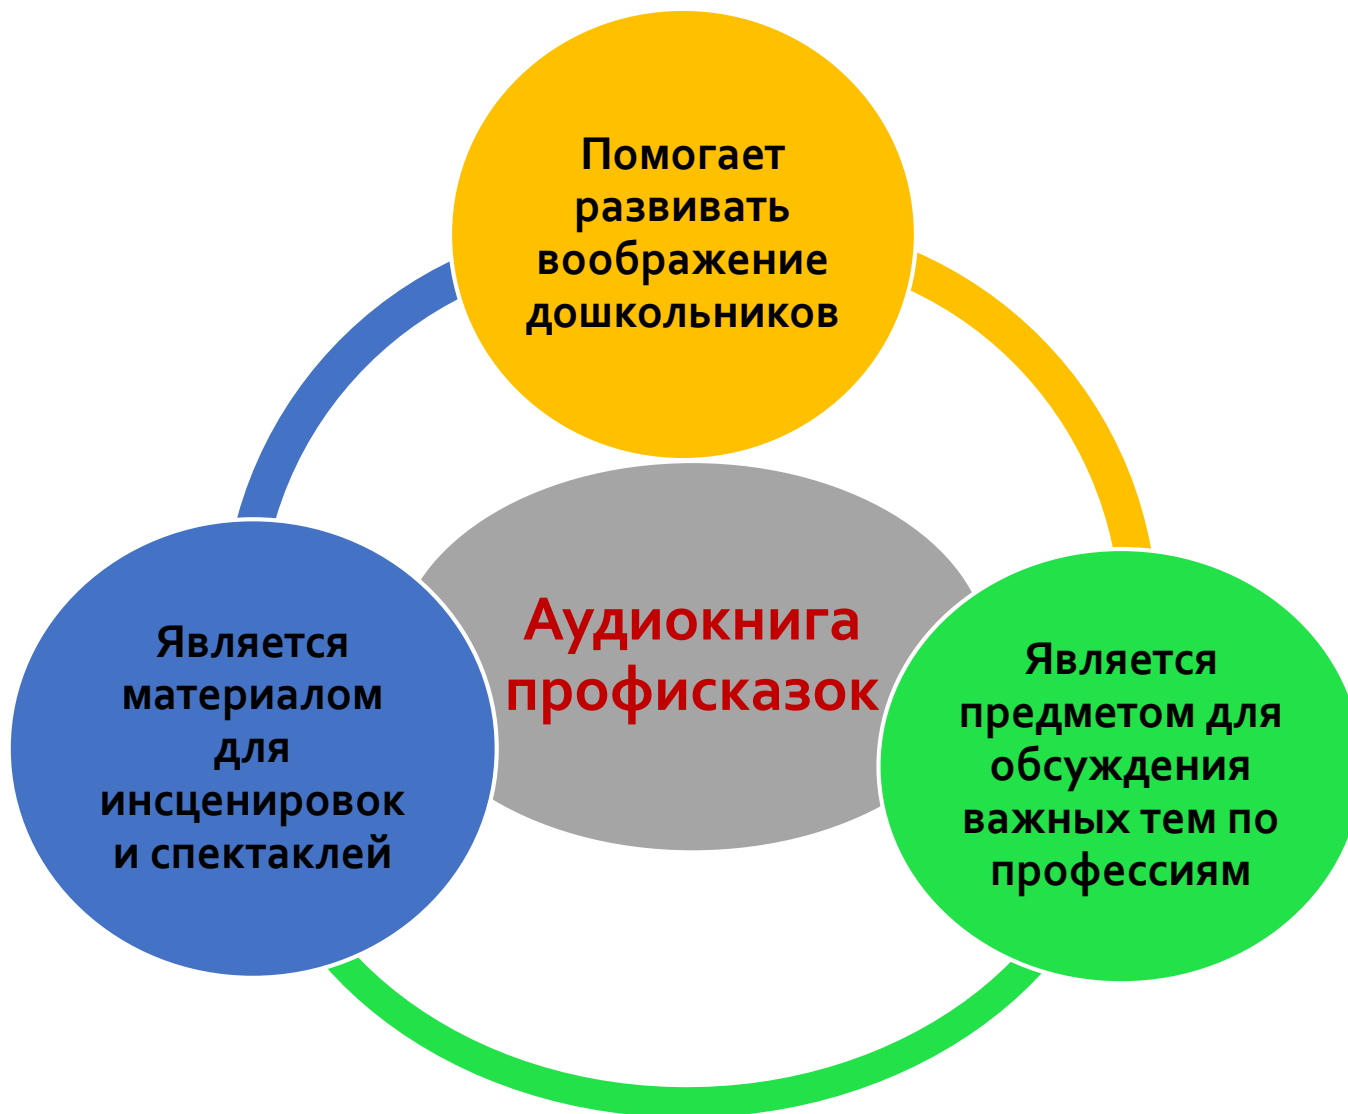 Помогает
развивать
воображение
дошкольников
Аудиокнига
профисказок
Является
материалом
для
инсценировок
и спектаклей
Является
предметом для
обсуждения
важных тем по
профессиям